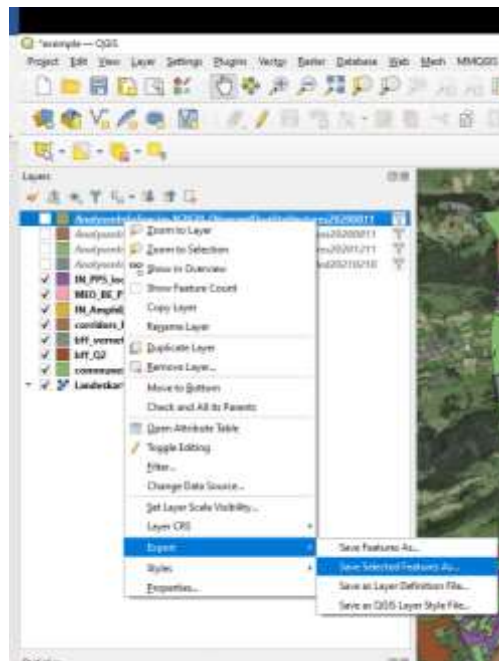 *example — QGIS
Project Edit View Layer Settings Plugins Vector Raster Database Web Mesh MMQGIS
Layers
Zoom to Layer
Zoom to Selection
Show in Overview
Show Feature Count
Copy Layer
Rename Layer
Duplicate Layer
Remove Layer...
Move to Bottom
Check and All its Parents
Open Attribute Table
Toggle Editing
Filter...
Change Data Source...
Set Layer Scale Visibility...
Layer CRS
Export
Styles
Properties...
Save Features As...
Save Selected Features As...
Save as Layer Definition File...
Save as QGIS Layer Style File...
bff_Q2